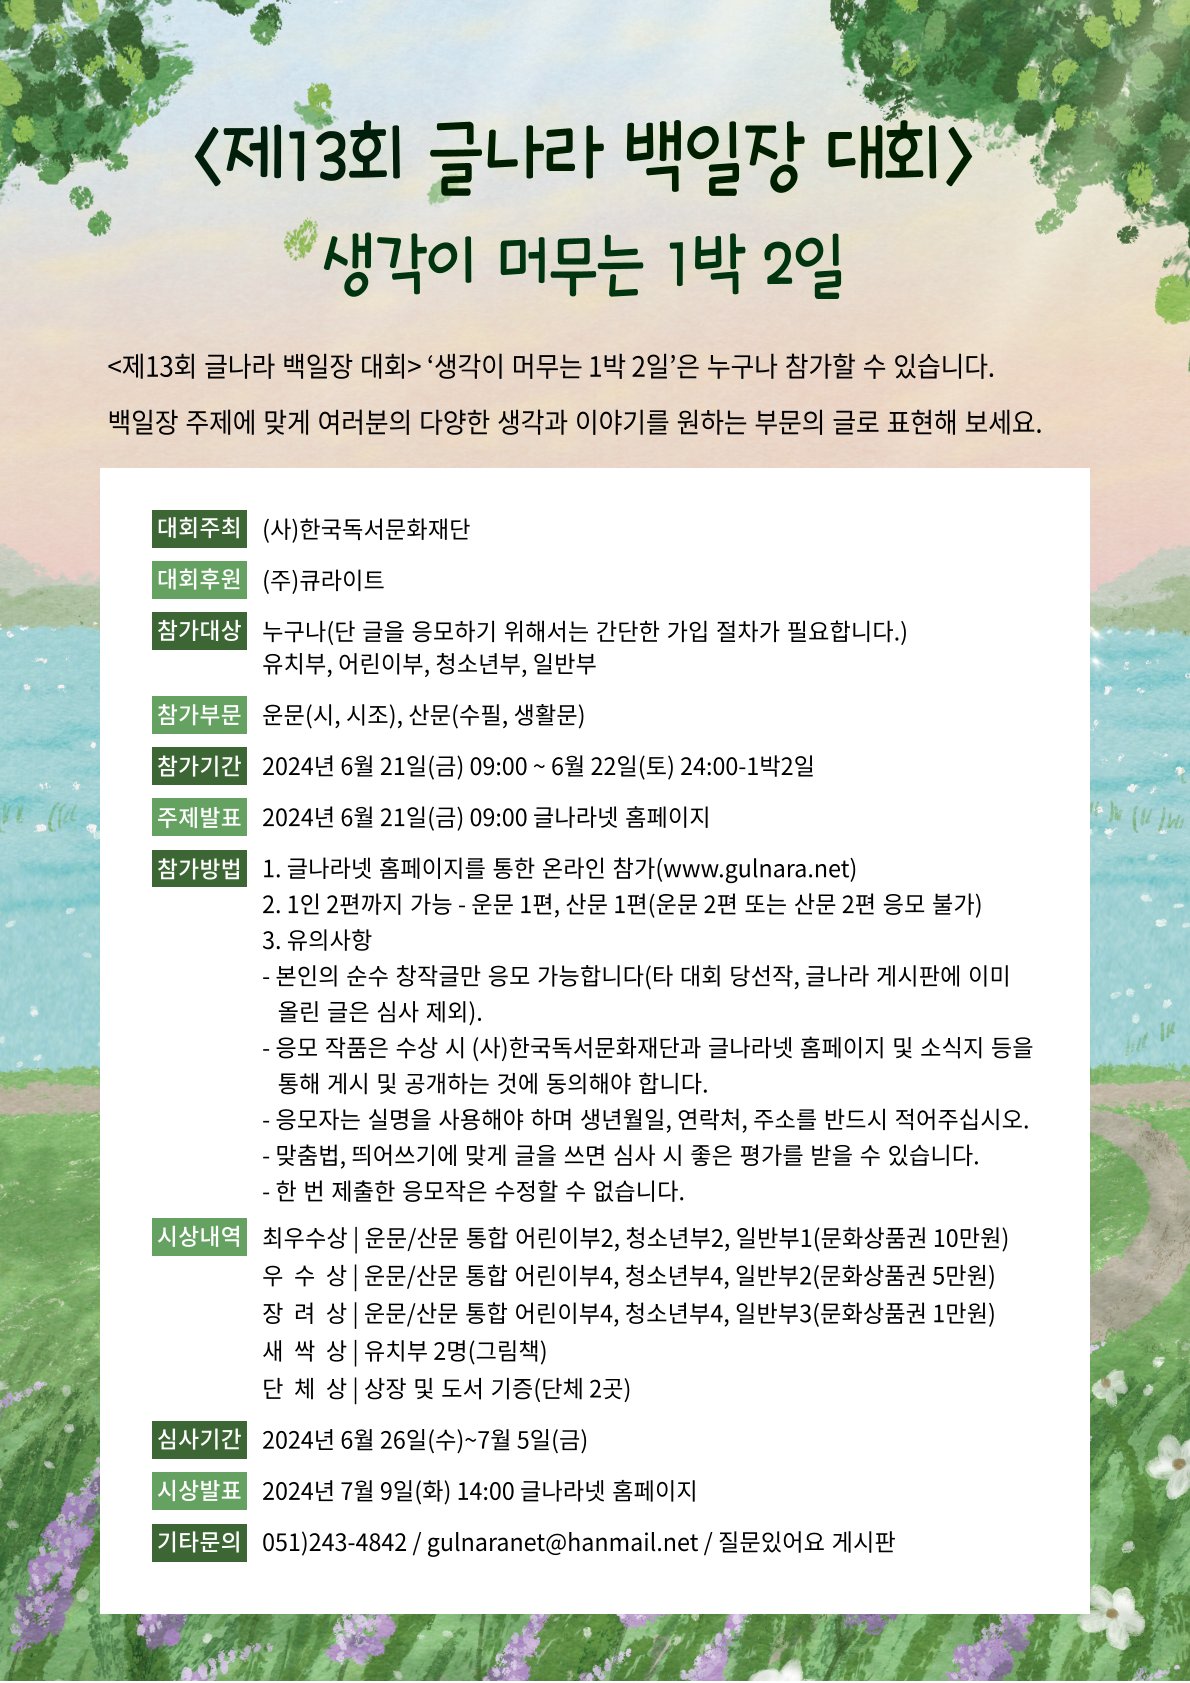 <제13회 글나라 백일장 대회>
생각이 머무는 1박 2일
<제13회 글나라 백일장 대회> ‘생각이 머무는 1박 2일’은 누구나 참가할 수 있습니다.
백일장 주제에 맞게 여러분의 다양한 생각과 이야기를 원하는 부문의 글로 표현해 보세요.
대회주최 (사)한국독서문화재단
대회후원 (주)큐라이트
참가대상 누구나(단 글을 응모하기 위해서는 간단한 가입 절차가 필요합니다.)
유치부, 어린이부, 청소년부, 일반부
참가부문 운문(시, 시조), 산문(수필, 생활문)
참가기간 2024년 6월 21일(금) 09:00 ~ 6월 22일(토) 24:00-1박2일
주제발표 2024년 6월 21일(금) 09:00 글나라넷 홈페이지
참가방법 1. 글나라넷 홈페이지를 통한 온라인 참가(www.gulnara.net)
2. 1인 2편까지 가능 - 운문 1편, 산문 1편(운문 2편 또는 산문 2편 응모 불가)
3. 유의사항
- 본인의 순수 창작글만 응모 가능합니다(타 대회 당선작, 글나라 게시판에 이미
올린 글은 심사 제외).
- 응모 작품은 수상 시 (사)한국독서문화재단과 글나라넷 홈페이지 및 소식지 등을
통해 게시 및 공개하는 것에 동의해야 합니다.
- 응모자는 실명을 사용해야 하며 생년월일, 연락처, 주소를 반드시 적어주십시오.
- 맞춤법, 띄어쓰기에 맞게 글을 쓰면 심사 시 좋은 평가를 받을 수 있습니다.
- 한 번 제출한 응모작은 수정할 수 없습니다.
시상내역 최우수상 | 운문/산문 통합 어린이부2, 청소년부2, 일반부1(문화상품권 10만원)
우 수 상 | 운문/산문 통합 어린이부4, 청소년부4, 일반부2(문화상품권 5만원)
장 려 상 | 운문/산문 통합 어린이부4, 청소년부4, 일반부3(문화상품권 1만원)
새 싹 상 | 유치부 2명(그림책)
단 체 상 | 상장 및 도서 기증(단체 2곳)
심사기간 2024년 6월 26일(수)~7월 5일(금)
시상발표 2024년 7월 9일(화) 14:00 글나라넷 홈페이지
기타문의 051)243-4842 / gulnaranet@hanmail.net / 질문있어요 게시판